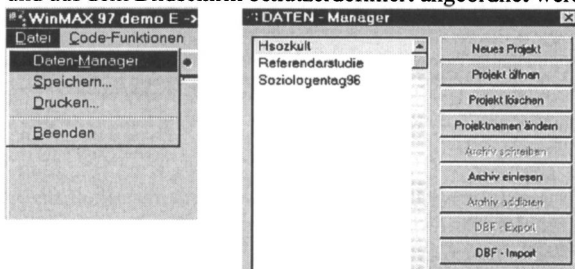 WinMAX 97 demo E ->
Datei Code-Funktionen
Daten-Manager
Speichern...
Drucken...
Beenden
DATEN - Manager
Hsozkult
Referendarstudie
Soziologentag96
Neues Projekt
Projekt öffnen
Projekt löschen
Projektnamen ändern
Archiv schreiben
Archiv einlesen
Archiv addieren
DBF - Export
DBF - Import